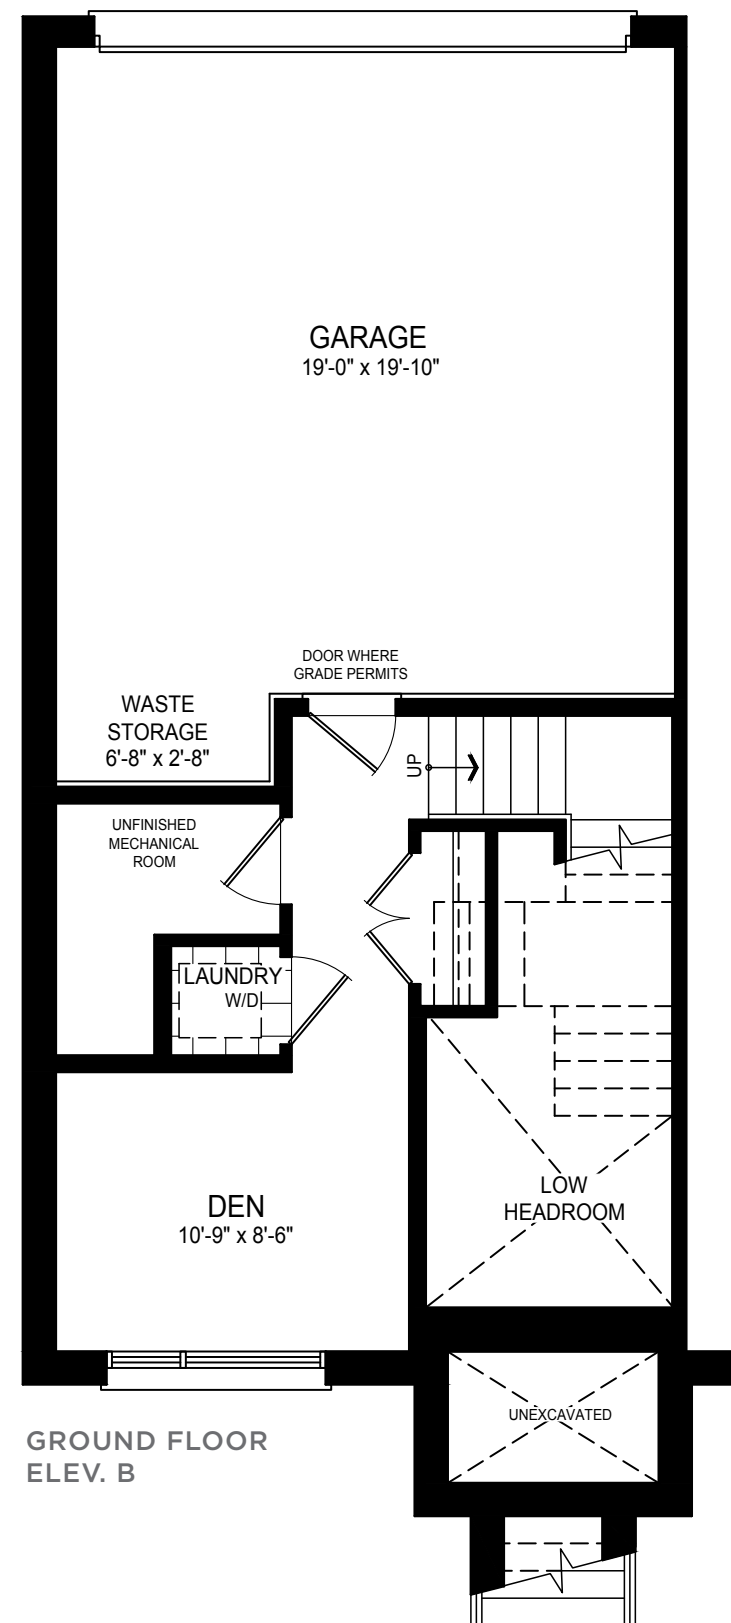 GARAGE
19'-0" x 19'-10"
DOOR WHERE
GRADE PERMITS
WASTE
STORAGE
6'-8" x 2'-8"
UP
UNFINISHED
MECHANICAL
ROOM
LAUNDRY
W/D
DEN
10'-9" x 8'-6"
LOW
HEADROOM
UNEXCAVATED
GROUND FLOOR
ELEV. B